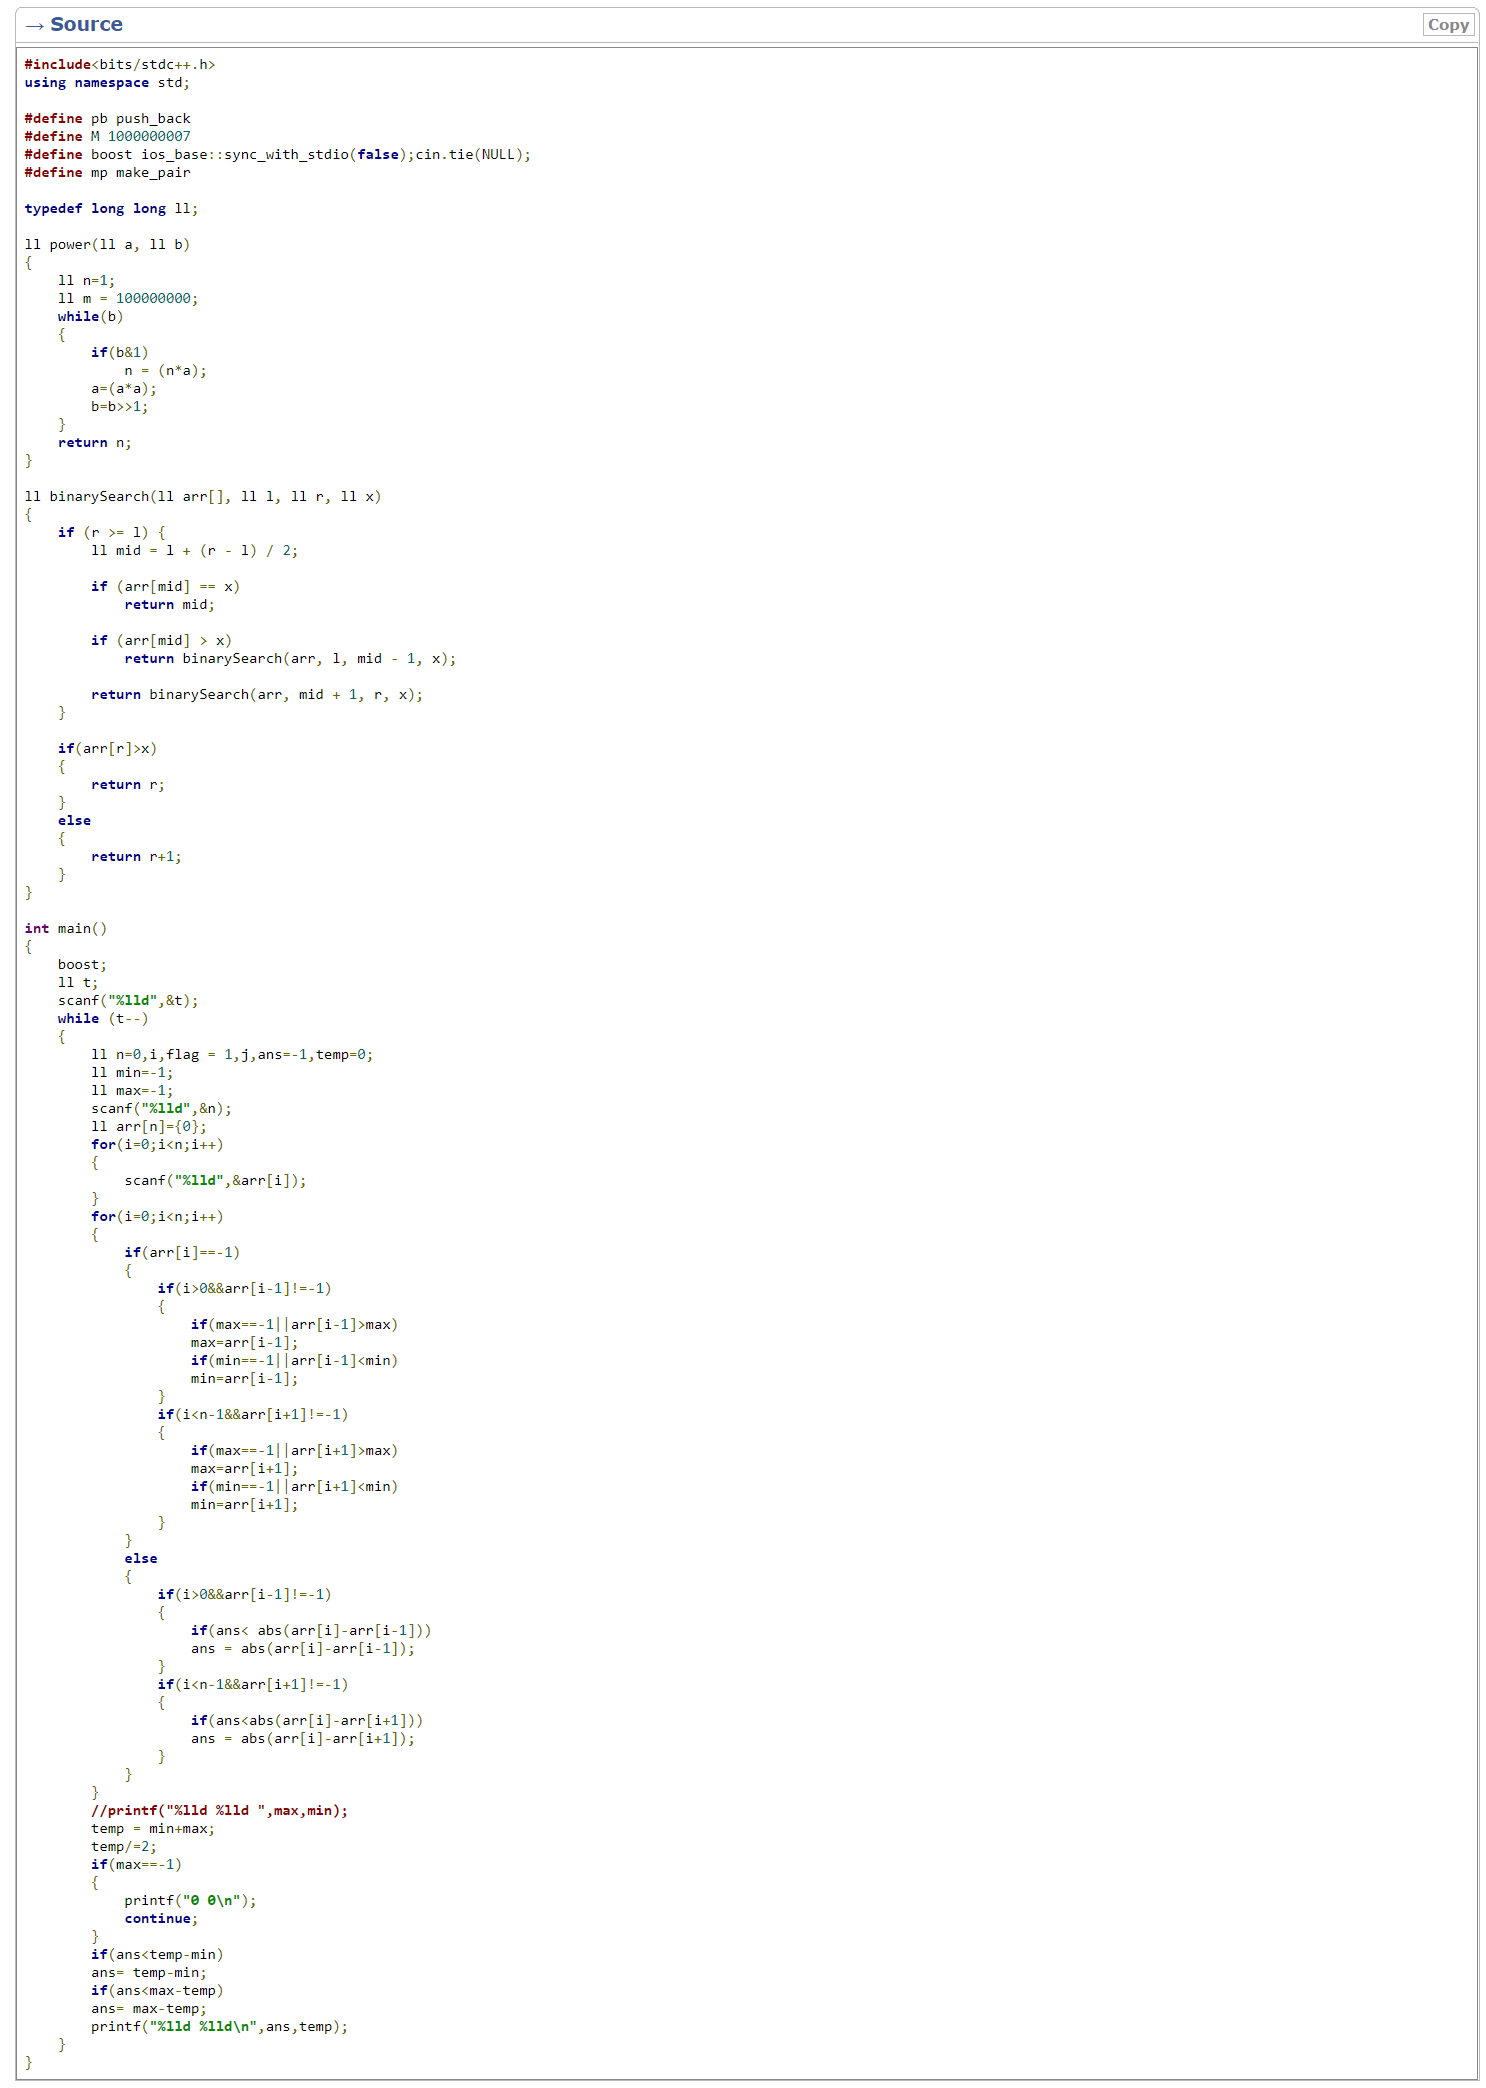 → Source
Copy
#include<bits/stdc++.h>
using namespace std;
#define pb push_back
#define M 1000000007
#define boost ios_base::sync_with_stdio(false);cin.tie(NULL);
#define mp make_pair
typedef long long ll;
ll power(ll a, ll b)
{
    ll n=1;
    ll m = 100000000;
    while(b)
    {
        if(b&1)
            n = (n*a);
        a=(a*a);
        b=b>>1;
    }
    return n;
}
ll binarySearch(ll arr[], ll l, ll r, ll x)
{
    if (r >= l) {
        ll mid = l + (r - l) / 2;
        if (arr[mid] == x)
            return mid;
        if (arr[mid] > x)
            return binarySearch(arr, l, mid - 1, x);
        return binarySearch(arr, mid + 1, r, x);
    }
    if(arr[r]>x)
    {
        return r;
    }
    else
    {
        return r+1;
    }
}
int main()
{
    boost;
    ll t;
    scanf("%lld",&t);
    while (t--)
    {
        ll n=0,i,flag = 1,j,ans=-1,temp=0;
        ll min=-1;
        ll max=-1;
        scanf("%lld",&n);
        ll arr[n]={0};
        for(i=0;i<n;i++)
        {
            scanf("%lld",&arr[i]);
        }
        for(i=0;i<n;i++)
        {
            if(arr[i]==-1)
            {
                if(i>0&&arr[i-1]!=-1)
                {
                    if(max==-1||arr[i-1]>max)
                    max=arr[i-1];
                    if(min==-1||arr[i-1]<min)
                    min=arr[i-1];
                }
                if(i<n-1&&arr[i+1]!=-1)
                {
                    if(max==-1||arr[i+1]>max)
                    max=arr[i+1];
                    if(min==-1||arr[i+1]<min)
                    min=arr[i+1];
                }
            }
            else
            {
                if(i>0&&arr[i-1]!=-1)
                {
                    if(ans< abs(arr[i]-arr[i-1]))
                    ans = abs(arr[i]-arr[i-1]);
                }
                if(i<n-1&&arr[i+1]!=-1)
                {
                    if(ans<abs(arr[i]-arr[i+1]))
                    ans = abs(arr[i]-arr[i+1]);
                }
            }
        }
        //printf("%lld %lld ",max,min);
        temp = min+max;
        temp/=2;
        if(max==-1)
        {
            printf("0 0\n");
            continue;
        }
        if(ans<temp-min)
        ans= temp-min;
        if(ans<max-temp)
        ans= max-temp;
        printf("%lld %lld\n",ans,temp);
    }
}